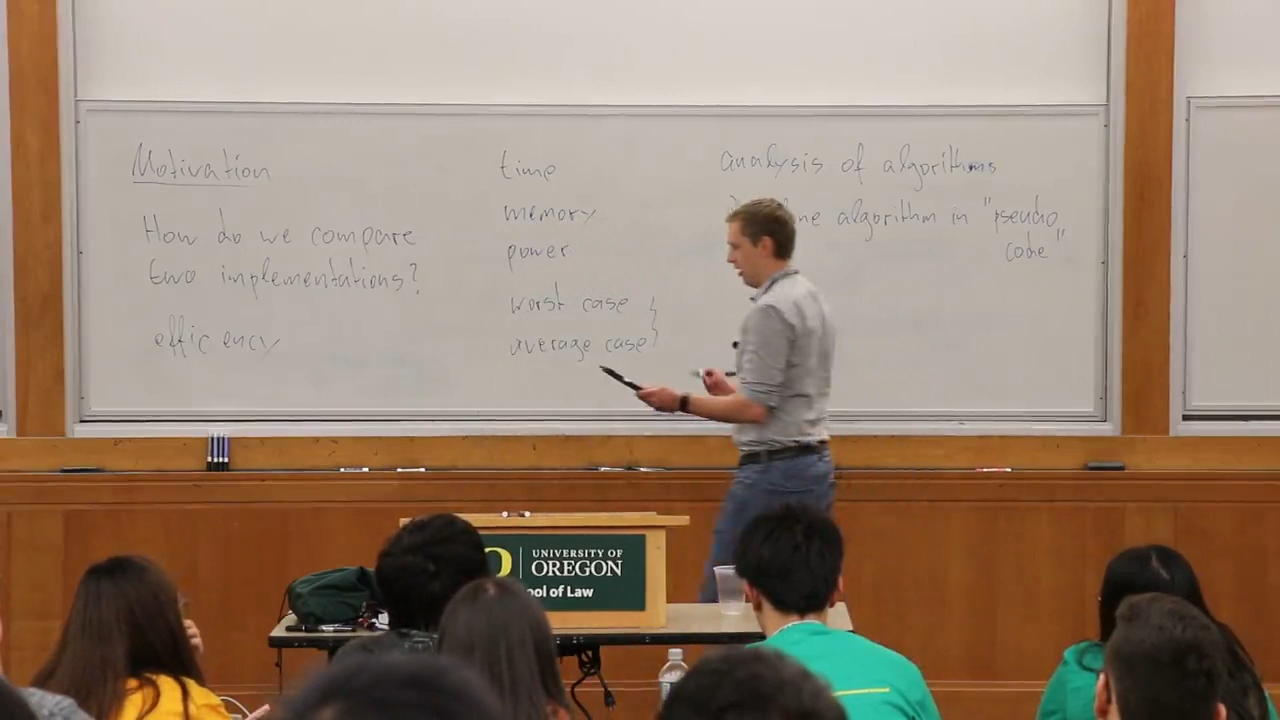 Motivation
How do we compare
two implementations?
efficiency
time
memory
power
worst case
average case
analysis of algorithms
algorithm in "pseudo
code"
UNIVERSITY OF
OREGON
ool of Law